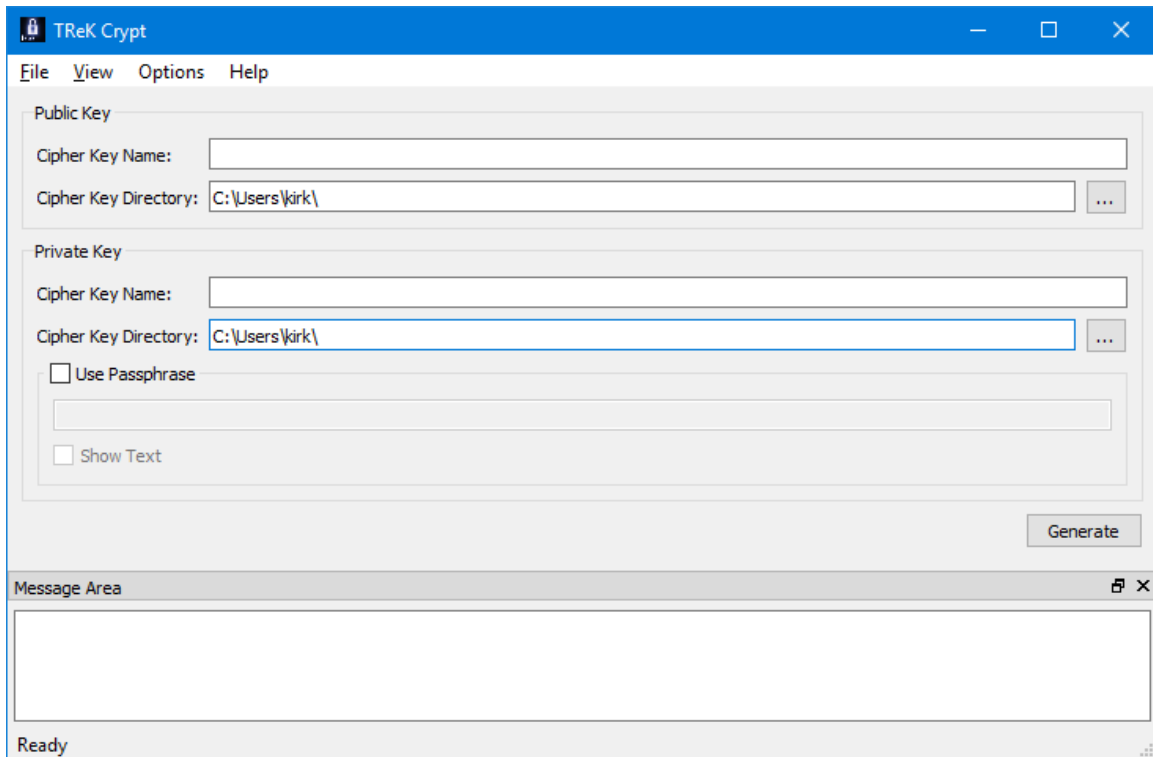 TReK Crypt
File View Options Help
Public Key
Cipher Key Name:
Cipher Key Directory: C:\Users\kirk\ ...
Private Key
Cipher Key Name:
Cipher Key Directory: C:\Users\kirk\ ...
Use Passphrase
Show Text
Generate
Message Area
Ready